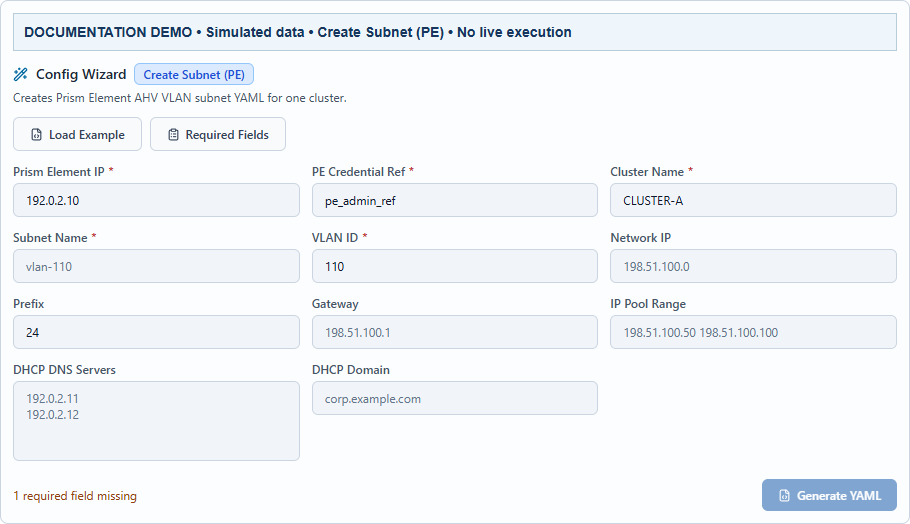 DOCUMENTATION DEMO • Simulated data • Create Subnet (PE) • No live execution
Config Wizard Create Subnet (PE)
Creates Prism Element AHV VLAN subnet YAML for one cluster.
Load Example Required Fields
Prism Element IP * PE Credential Ref * Cluster Name *
192.0.2.10 pe_admin_ref CLUSTER-A
Subnet Name * VLAN ID * Network IP
vlan-110 110 198.51.100.0
Prefix Gateway IP Pool Range
24 198.51.100.1 198.51.100.50 198.51.100.100
DHCP DNS Servers DHCP Domain
192.0.2.11 corp.example.com
192.0.2.12
1 required field missing Generate YAML